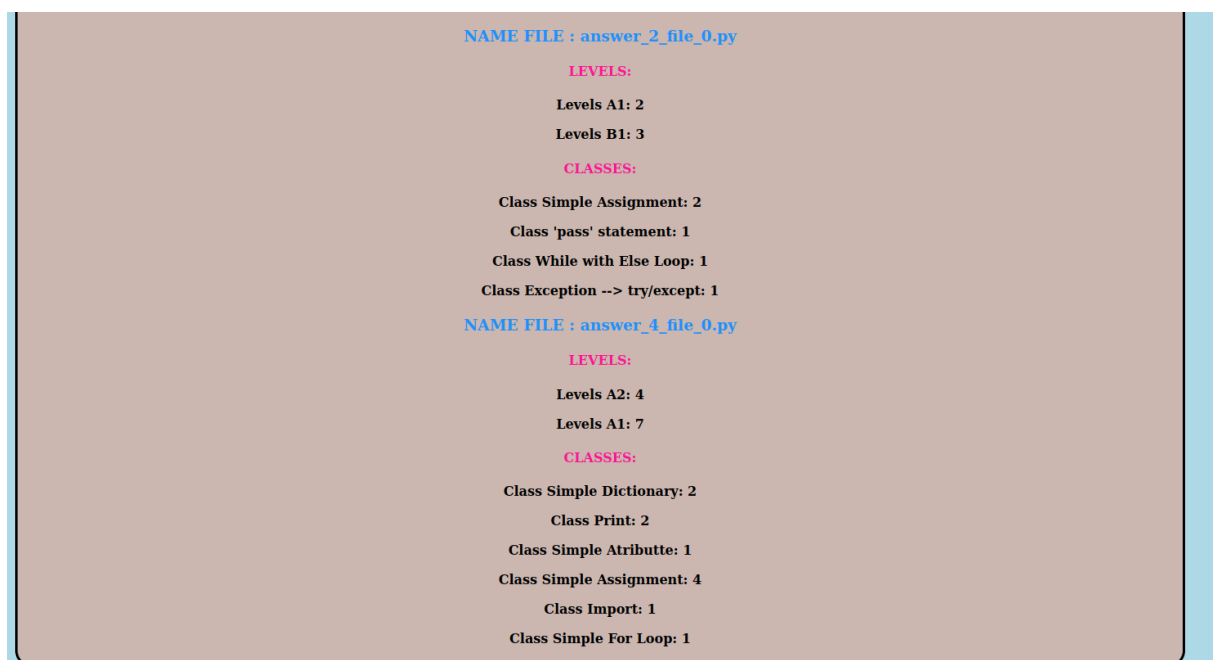 NAME FILE : answer_2_file_0.py
LEVELS:
Levels A1: 2
Levels B1: 3
CLASSES:
Class Simple Assignment: 2
Class 'pass' statement: 1
Class While with Else Loop: 1
Class Exception --> try/except: 1
NAME FILE : answer_4_file_0.py
LEVELS:
Levels A2: 4
Levels A1: 7
CLASSES:
Class Simple Dictionary: 2
Class Print: 2
Class Simple Atributte: 1
Class Simple Assignment: 4
Class Import: 1
Class Simple For Loop: 1